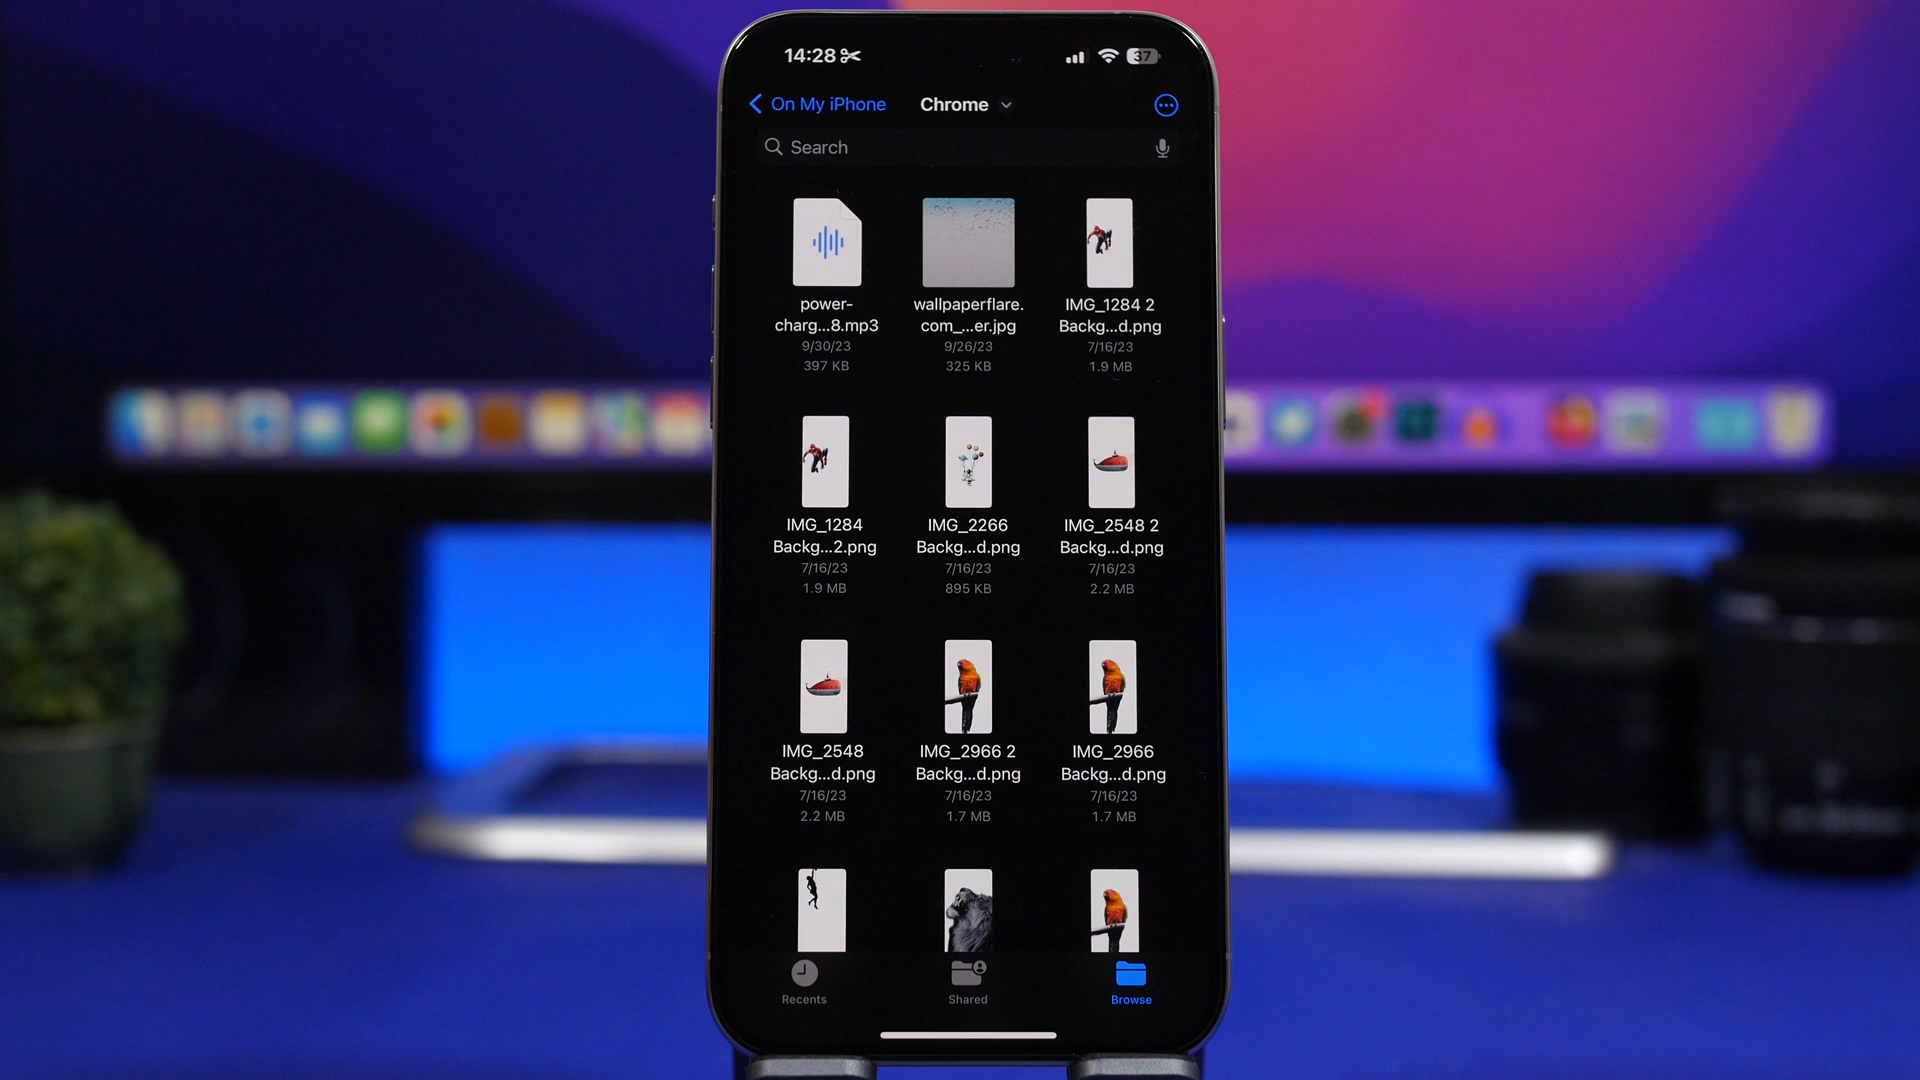 14:28
37
On My iPhone
Chrome
Search
power-
charg...8.mp3
9/30/23
397 KB
wallpaperflare.
com_...er.jpg
9/26/23
325 KB
IMG_1284 2
Backg...d.png
7/16/23
1.9 MB
IMG_1284
Backg...2.png
7/16/23
1.9 MB
IMG_2266
Backg...d.png
7/16/23
895 KB
IMG_2548 2
Backg...d.png
7/16/23
2.2 MB
IMG_2548
Backg...d.png
7/16/23
2.2 MB
IMG_2966 2
Backg...d.png
7/16/23
1.7 MB
IMG_2966
Backg...d.png
7/16/23
1.7 MB
Recents
Shared
Browse